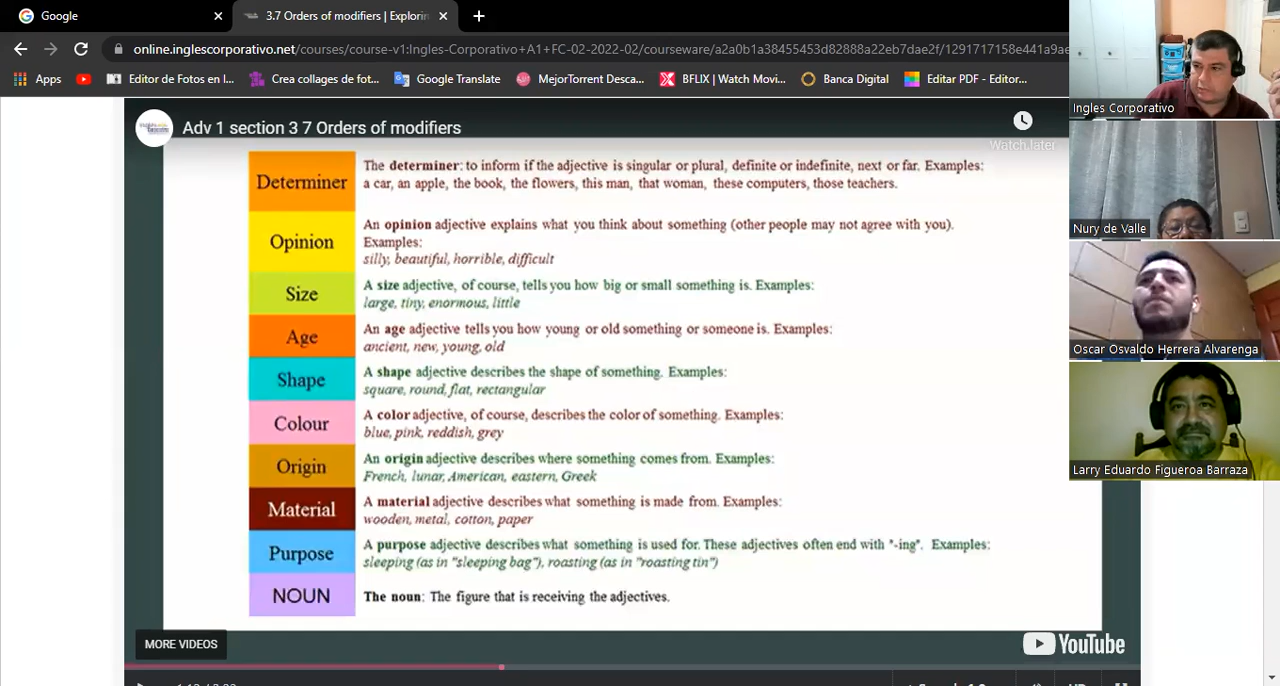 Google
3.7 Orders of modifiers | Explorin
online.inglescorporativo.net/courses/course-v1:Ingles-Corporativo+A1+FC-02-2022-02/courseware/a2a0b1a38455453d82888a22eb7dae2f/1291717158e441a9ae
Apps
Editor de Fotos en l...
Crea collages de fot...
Google Translate
MejorTorrent Desca...
BFLIX | Watch Movi...
Banca Digital
Editar PDF - Editor...
Adv 1 section 3 7 Orders of modifiers
Watch later
Determiner
The determiner: to inform if the adjective is singular or plural, definite or indefinite, next or far. Examples:
a car, an apple, the book, the flowers, this man, that woman, these computers, those teachers.
Opinion
An opinion adjective explains what you think about something (other people may not agree with you).
Examples:
silly, beautiful, horrible, difficult
Size
A size adjective, of course, tells you how big or small something is. Examples:
large, tiny, enormous, little
Age
An age adjective tells you how young or old something or someone is. Examples:
ancient, new, young, old
Shape
A shape adjective describes the shape of something. Examples:
square, round, flat, rectangular
Colour
A color adjective, of course, describes the color of something. Examples:
blue, pink, reddish, grey
Origin
An origin adjective describes where something comes from. Examples:
French, lunar, American, eastern, Greek
Material
A material adjective describes what something is made from. Examples:
wooden, metal, cotton, paper
Purpose
A purpose adjective describes what something is used for. These adjectives often end with "-ing". Examples:
sleeping (as in "sleeping bag"), roasting (as in "roasting tin")
NOUN
The noun: The figure that is receiving the adjectives.
MORE VIDEOS
YouTube
Ingles Corporativo
Nury de Valle
Oscar Osvaldo Herrera Alvarenga
Larry Eduardo Figueroa Barraza